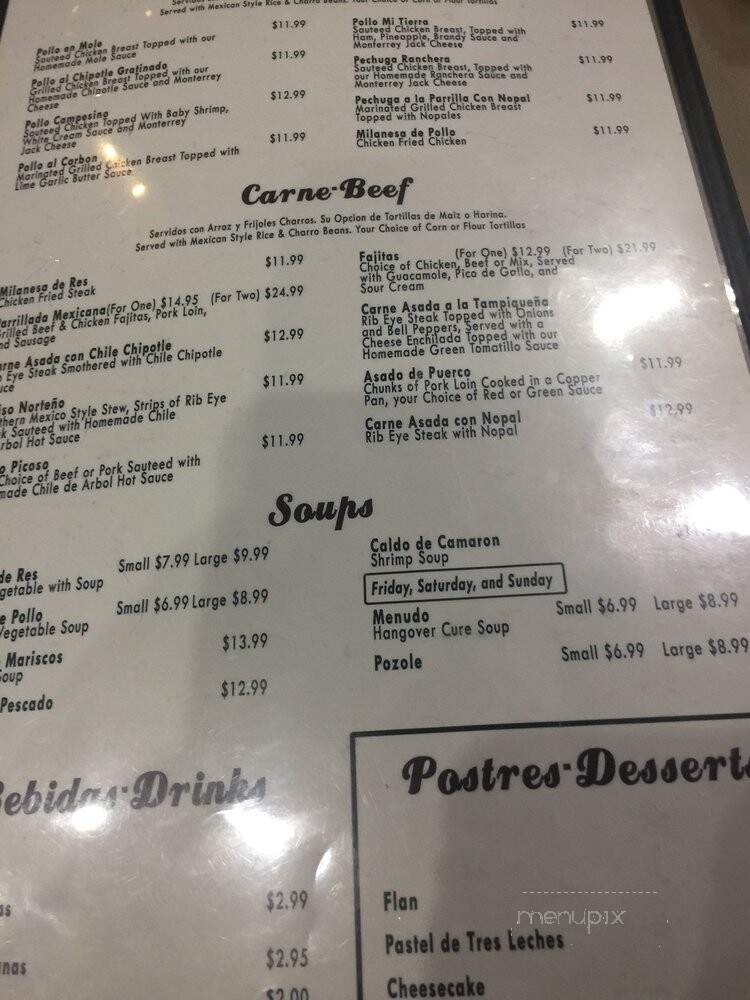 Served with Mexican Style Rice & Charro Beans. Your Choice of Corn or Flour Tortillas
$11.99
Pollo en Mole
Sauteed Chicken Breast Topped with our
Homemade Mole Sauce
$11.99
Pollo al Chipotle Gratinado
Grilled Chicken Breast Topped with our
Homemade Chipotle Sauce and Monterrey
Cheese
$12.99
Pollo Campesino
Sauteed Chicken Topped With Baby Shrimp,
White Cream Sauce and Monterrey
Jack Cheese
$11.99
Pollo al Carbon
Marinated Grilled Chicken Breast Topped with
Lime Garlic Butter Sauce
Pollo Mi Tierra $11.99
Sauteed Chicken Breast, Topped with
Ham, Pineapple, Brandy Sauce and
Monterrey Jack Cheese
Pechuga Ranchera $11.99
Sauteed Chicken Breast, Topped with
our Homemade Ranchera Sauce and
Monterrey Jack Cheese
Pechuga a la Parrilla Con Nopal $11.99
Marinated Grilled Chicken Breast
Topped with Nopales
Milanesa de Pollo $11.99
Chicken Fried Chicken
Carne-Beef
Servidos con Arroz y Frijoles Charros. Su Opcion de Tortillas de Maiz o Harina.
Served with Mexican Style Rice & Charro Beans. Your Choice of Corn or Flour Tortillas
$11.99
Milanesa de Res
Chicken Fried Steak
Parrillada Mexicana(For One) $14.95 (For Two) $24.99
Grilled Beef & Chicken Fajitas, Pork Loin,
nd Sausage
$12.99
arne Asada con Chile Chipotle
Eye Steak Smothered with Chile Chipotle
uce
$11.99
iso Norteño
thern Mexico Style Stew, Strips of Rib Eye
k Sauteed with Homemade Chile
rbol Hot Sauce
$11.99
o Picoso
Choice of Beef or Pork Sauteed with
made Chile de Arbol Hot Sauce
Fajitas (For One) $12.99 (For Two) $21.99
Choice of Chicken, Beef or Mix, Served
with Guacamole, Pico de Gallo, and
Sour Cream
Carne Asada a la Tampiqueña
Rib Eye Steak Topped with Onions
and Bell Peppers, Served with a
Cheese Enchilada Topped with our
Homemade Green Tomatillo Sauce
Asado de Puerco $11.99
Chunks of Pork Loin Cooked in a Copper
Pan, your Choice of Red or Green Sauce
Carne Asada con Nopal $12.99
Rib Eye Steak with Nopal
Soups
de Res Small $7.99 Large $9.99
getable with Soup
e Pollo Small $6.99 Large $8.99
Vegetable Soup
Mariscos $13.99
oup
Pescado $12.99
Caldo de Camaron
Shrimp Soup
Friday, Saturday, and Sunday
Menudo Small $6.99 Large $8.99
Hangover Cure Soup
Pozole Small $6.99 Large $8.99
Bebidas-Drinks
as $2.99
nas $2.95
$2.00
Postres-Desserts
Flan
Pastel de Tres Leches
Cheesecake
menupix